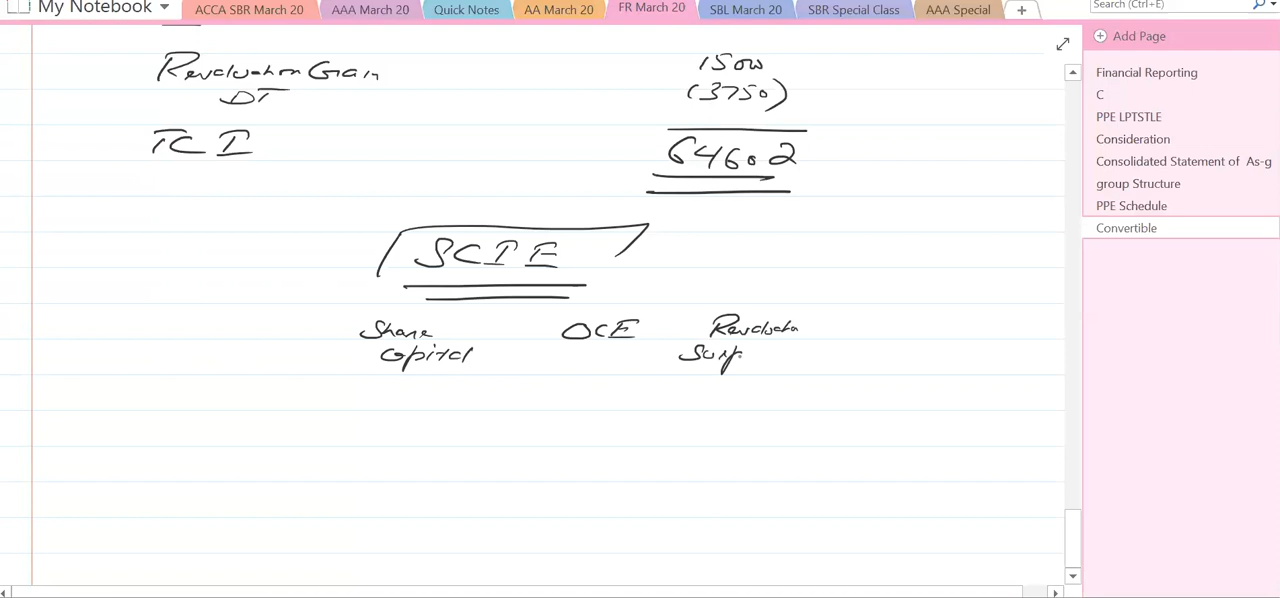 My Notebook
ACCA SBR March 20
AAA March 20
Quick Notes
AA March 20
FR March 20
SBL March 20
SBR Special Class
AAA Special
Search (Ctrl+E)
Add Page
Financial Reporting
C
PPE LPTSTLE
Consideration
Consolidated Statement of As-g
group Structure
PPE Schedule
Convertible
Revaluation Gain 1500
DT (3750)
TCI 64602
SCIE
Share OCE Revaluata
Capital Surp